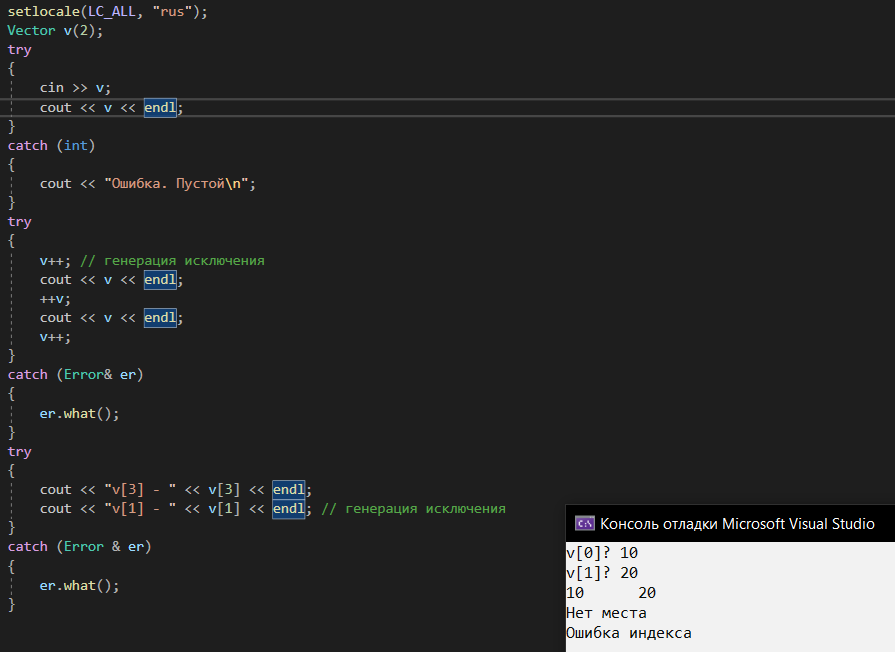 setlocale(LC_ALL, "rus");
Vector v(2);
try
{
cin >> v;
cout << v << endl;
}
catch (int)
{
cout << "Ошибка. Пустой\n";
}
try
{
v++; // генерация исключения
cout << v << endl;
++v;
cout << v << endl;
v++;
}
catch (Error& er)
{
er.what();
}
try
{
cout << "v[3] - " << v[3] << endl;
cout << "v[1] - " << v[1] << endl; // генерация исключения
}
catch (Error & er)
{
er.what();
}
Консоль отладки Microsoft Visual Studio
v[0]? 10
v[1]? 20
10 20
Нет места
Ошибка индекса